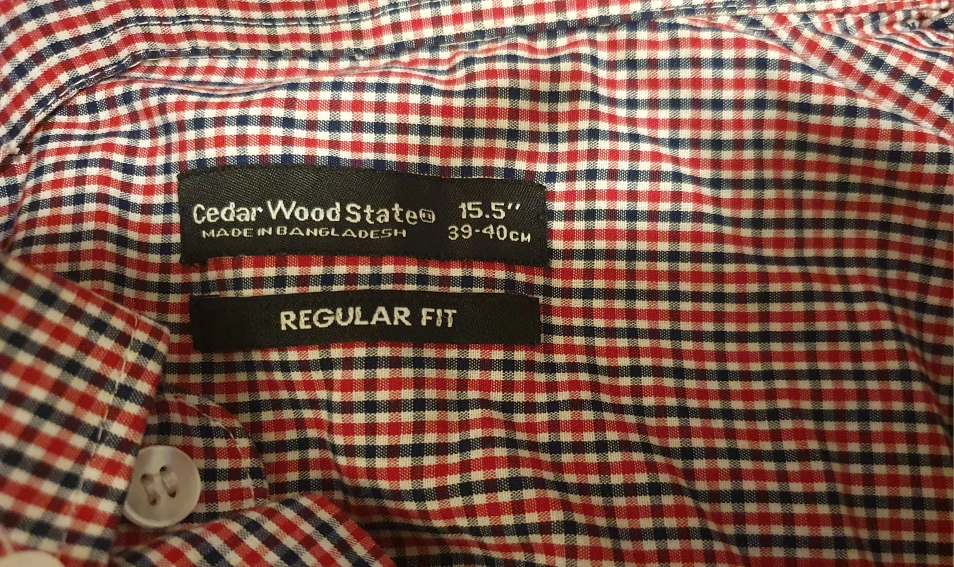 Cedar Wood State® 15.5"
MADE IN BANGLADESH 39-40CM
REGULAR FIT